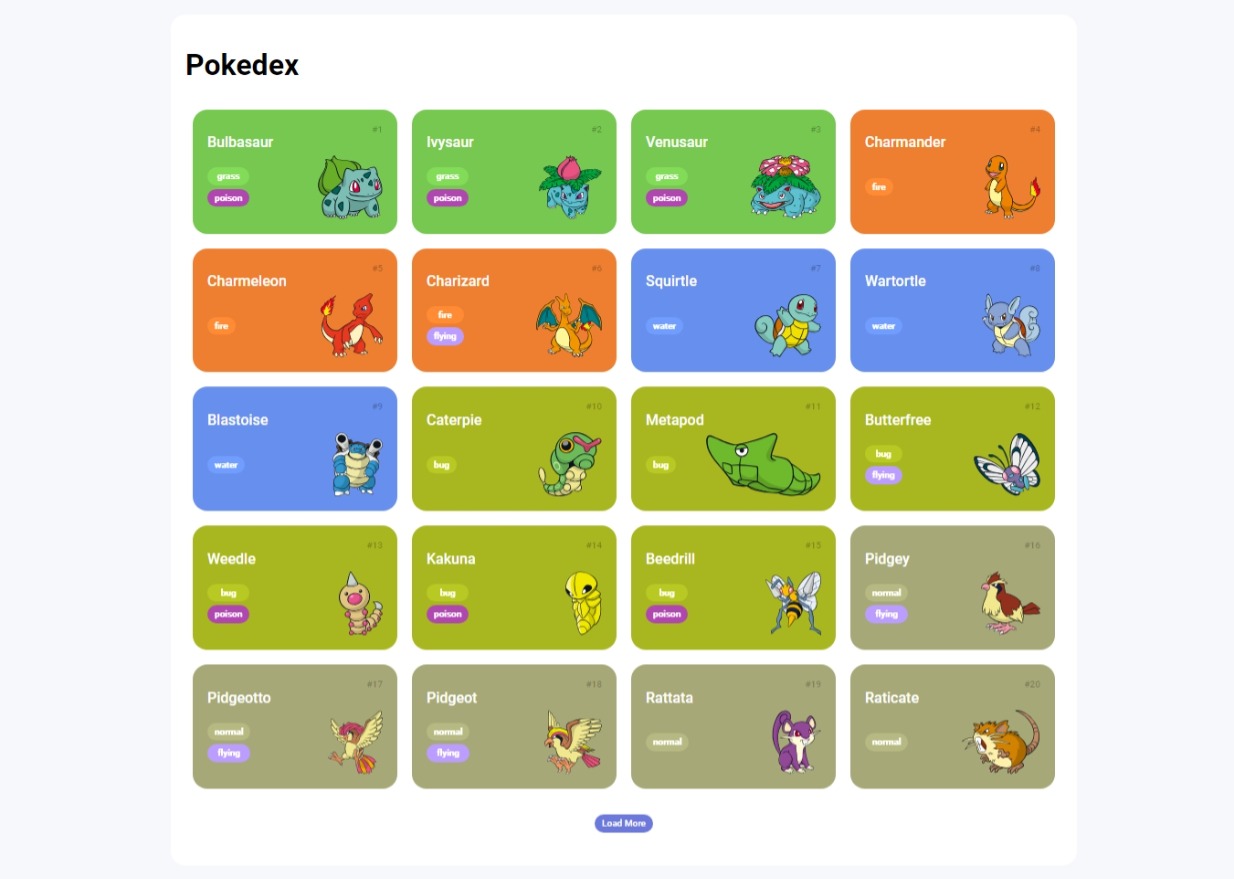 Pokedex
#1
Bulbasaur
grass
poison
#2
Ivysaur
grass
poison
#3
Venusaur
grass
poison
#4
Charmander
fire
#5
Charmeleon
fire
#6
Charizard
fire
flying
#7
Squirtle
water
#8
Wartortle
water
#9
Blastoise
water
#10
Caterpie
bug
#11
Metapod
bug
#12
Butterfree
bug
flying
#13
Weedle
bug
poison
#14
Kakuna
bug
poison
#15
Beedrill
bug
poison
#16
Pidgey
normal
flying
#17
Pidgeotto
normal
flying
#18
Pidgeot
normal
flying
#19
Rattata
normal
#20
Raticate
normal
Load More